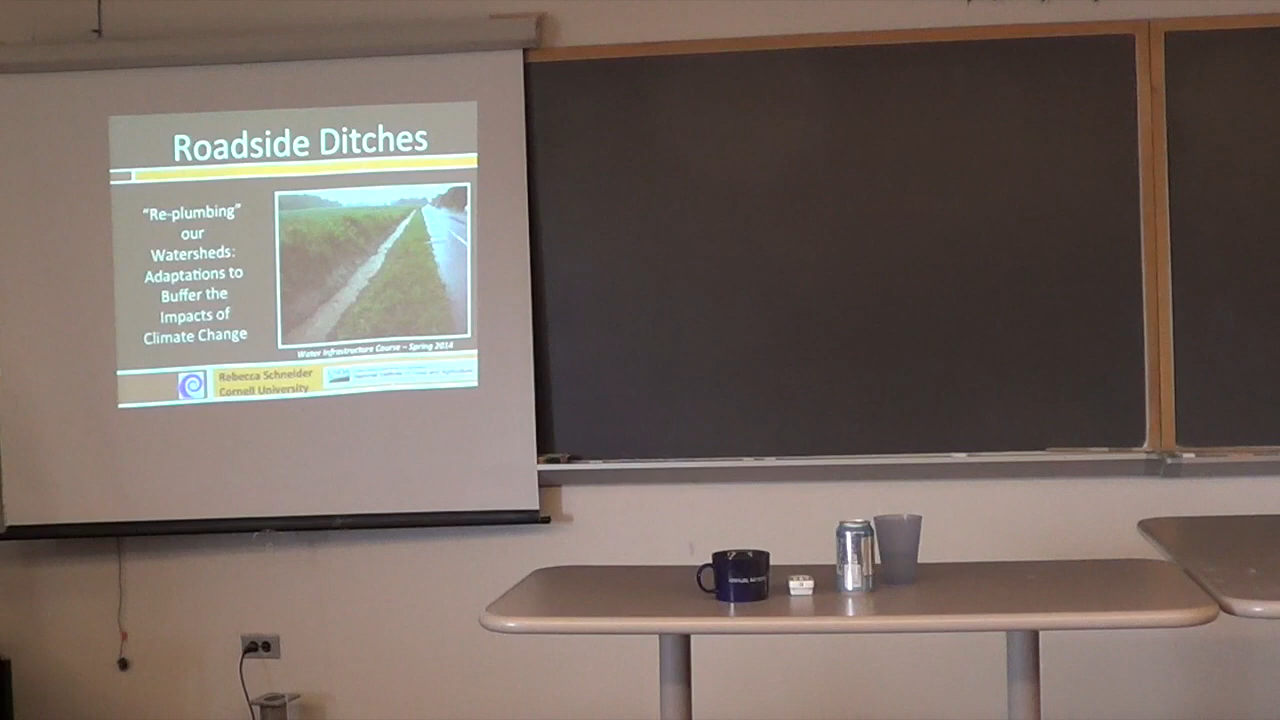 Roadside Ditches
“Re-plumbing”
our
Watersheds:
Adaptations to
Buffer the
Impacts of
Climate Change
Water Infrastructure Course – Spring 2014
Rebecca Schneider
Cornell University
USDA